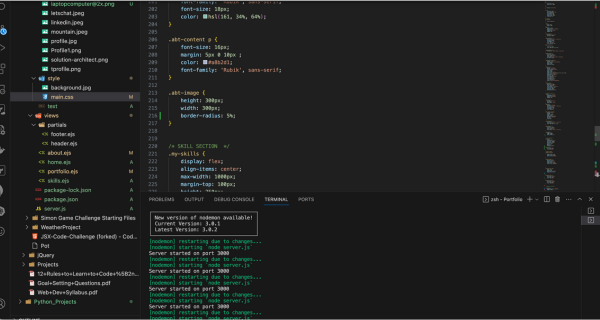 laptopcomputer@2x.png
letschat.jpeg
linkedin.jpeg
mountain.jpeg
profile.jpg
Profile1.png
solution-architect.png
tprofile.png
style
background.jpg
main.css M
text
views
partials
footer.ejs
header.ejs
about.ejs M
home.ejs
portfolio.ejs M
skills.ejs
package-lock.json
package.json
server.js
Simon Game Challenge Starting Files
WeatherProject
JSX-Code-Challenge (forked) - Cod...
Pot
jQuery
Projects
12+Rules+to+Learn+to+Code+%5B2n...
Goal+Setting+Questions.pdf
Web+Dev+Syllabus.pdf
Python_Projects
202 font-size: 18px;
203 color: hsl(161, 34%, 64%);
204 }
205
206 .abt-content p {
207 font-size: 16px;
208 margin: 5px 0 10px ;
209 color: #a8b2d1;
210 font-family: 'Rubik', sans-serif;
211 }
212
213 .abt-image {
214 height: 300px;
215 width: 300px;
216 border-radius: 5%;
217 }
218
219
220 /* SKILL SECTION */
221 .my-skills {
222 display: flex;
223 align-items: center;
224 max-width: 1000px;
225 margin-top: 100px;
PROBLEMS OUTPUT DEBUG CONSOLE TERMINAL PORTS zsh - Portfolio
New version of nodemon available!
Current Version: 3.0.1
Latest Version: 3.0.2
[nodemon] restarting due to changes...
[nodemon] starting `node server.js`
Server started on port 3000
[nodemon] restarting due to changes...
[nodemon] starting `node server.js`
Server started on port 3000
[nodemon] restarting due to changes...
[nodemon] starting `node server.js`
Server started on port 3000
[nodemon] restarting due to changes...
[nodemon] starting `node server.js`
Server started on port 3000
[nodemon] restarting due to changes...
[nodemon] starting `node server.js`